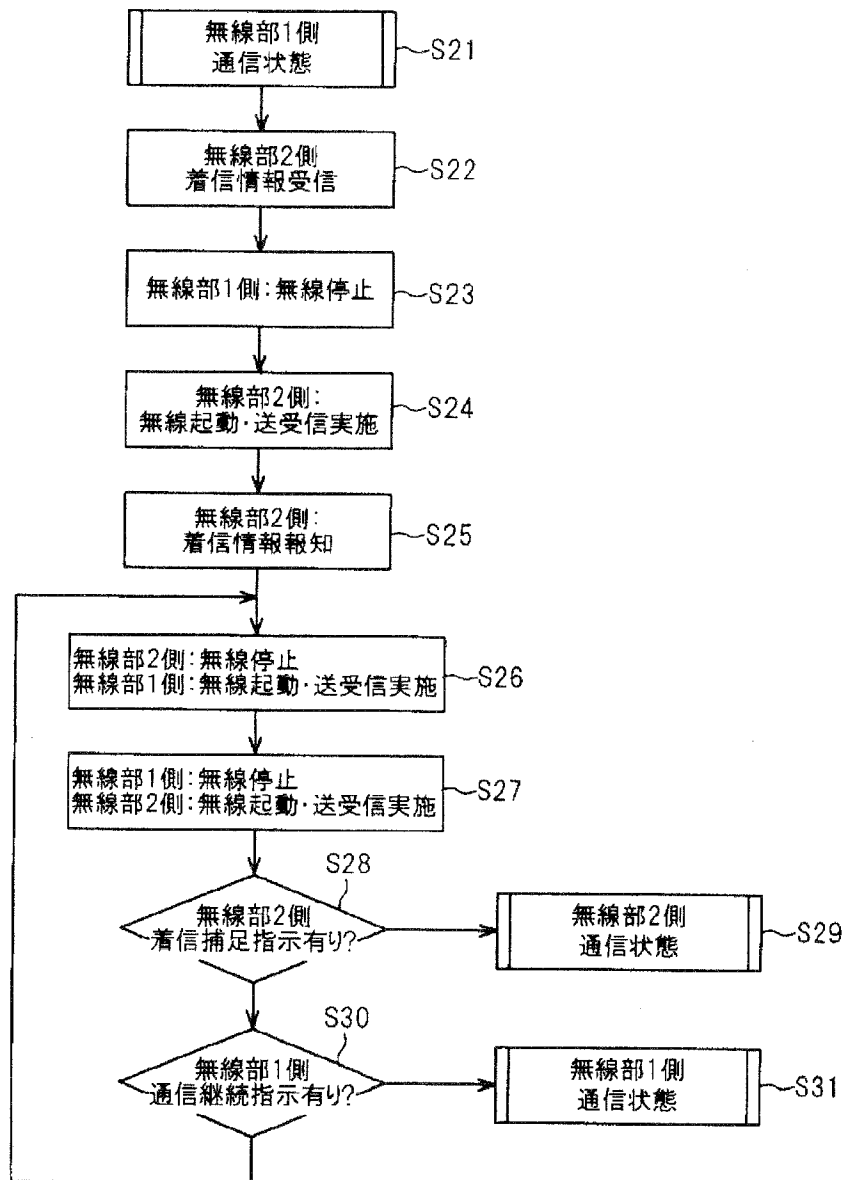 無線部1側
通信状態
S21
無線部2側
着信情報受信
S22
無線部1側：無線停止
S23
無線部2側：
無線起動・送受信実施
S24
無線部2側：
着信情報報知
S25
無線部2側：無線停止
無線部1側：無線起動・送受信実施
S26
無線部1側：無線停止
無線部2側：無線起動・送受信実施
S27
S28
無線部2側
着信捕足指示有り?
無線部2側
通信状態
S29
S30
無線部1側
通信継続指示有り?
無線部1側
通信状態
S31